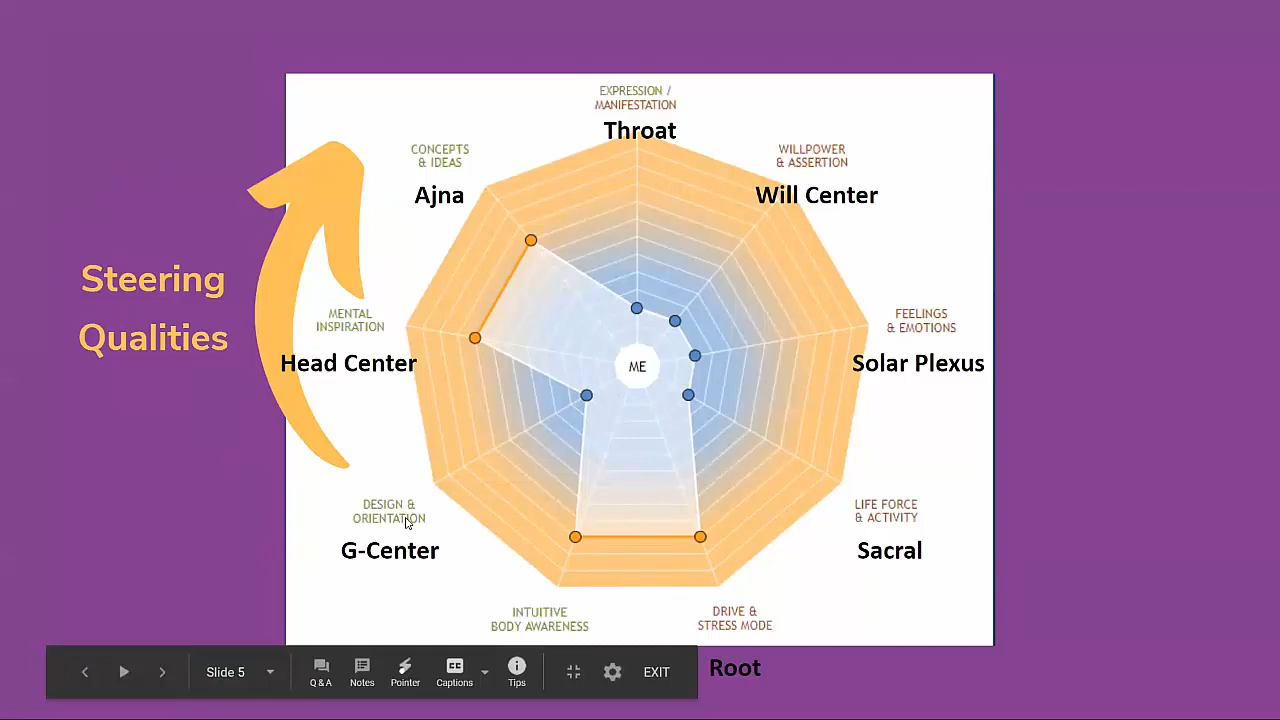 EXPRESSION /
MANIFESTATION
Throat
CONCEPTS
& IDEAS
Ajna
WILLPOWER
& ASSERTION
Will Center
Steering
Qualities
MENTAL
INSPIRATION
Head Center
FEELINGS
& EMOTIONS
Solar Plexus
ME
DESIGN &
ORIENTATION
G-Center
LIFE FORCE
& ACTIVITY
Sacral
INTUITIVE
BODY AWARENESS
DRIVE &
STRESS MODE
Root
Slide 5
Q & A
Notes
Pointer
CC
Captions
Tips
EXIT